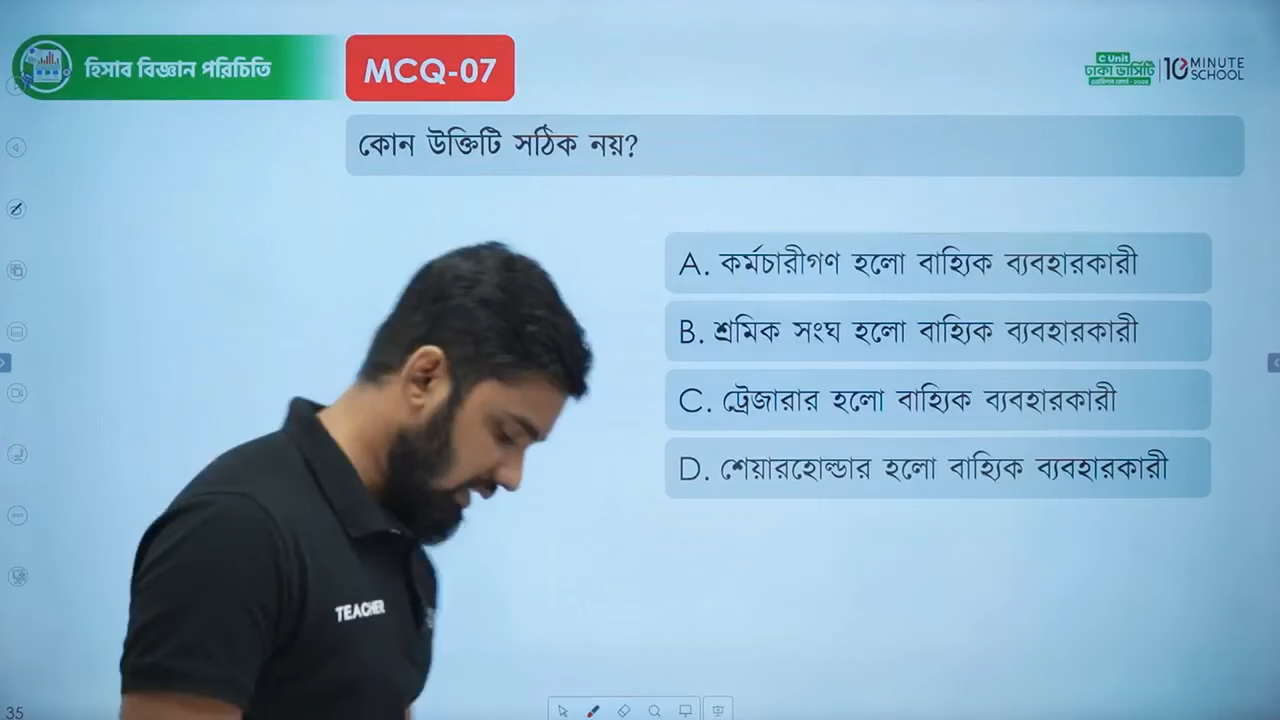 হিসাব বিজ্ঞান পরিচিতি
MCQ-07
C Unit
ঢাকা ভার্সিটি
10 MINUTE SCHOOL
কোন উক্তিটি সঠিক নয়?
A. কর্মচারীগণ হলো বাহ্যিক ব্যবহারকারী
B. শ্রমিক সংঘ হলো বাহ্যিক ব্যবহারকারী
C. ট্রেজারার হলো বাহ্যিক ব্যবহারকারী
D. শেয়ারহোল্ডার হলো বাহ্যিক ব্যবহারকারী
TEACHER
35